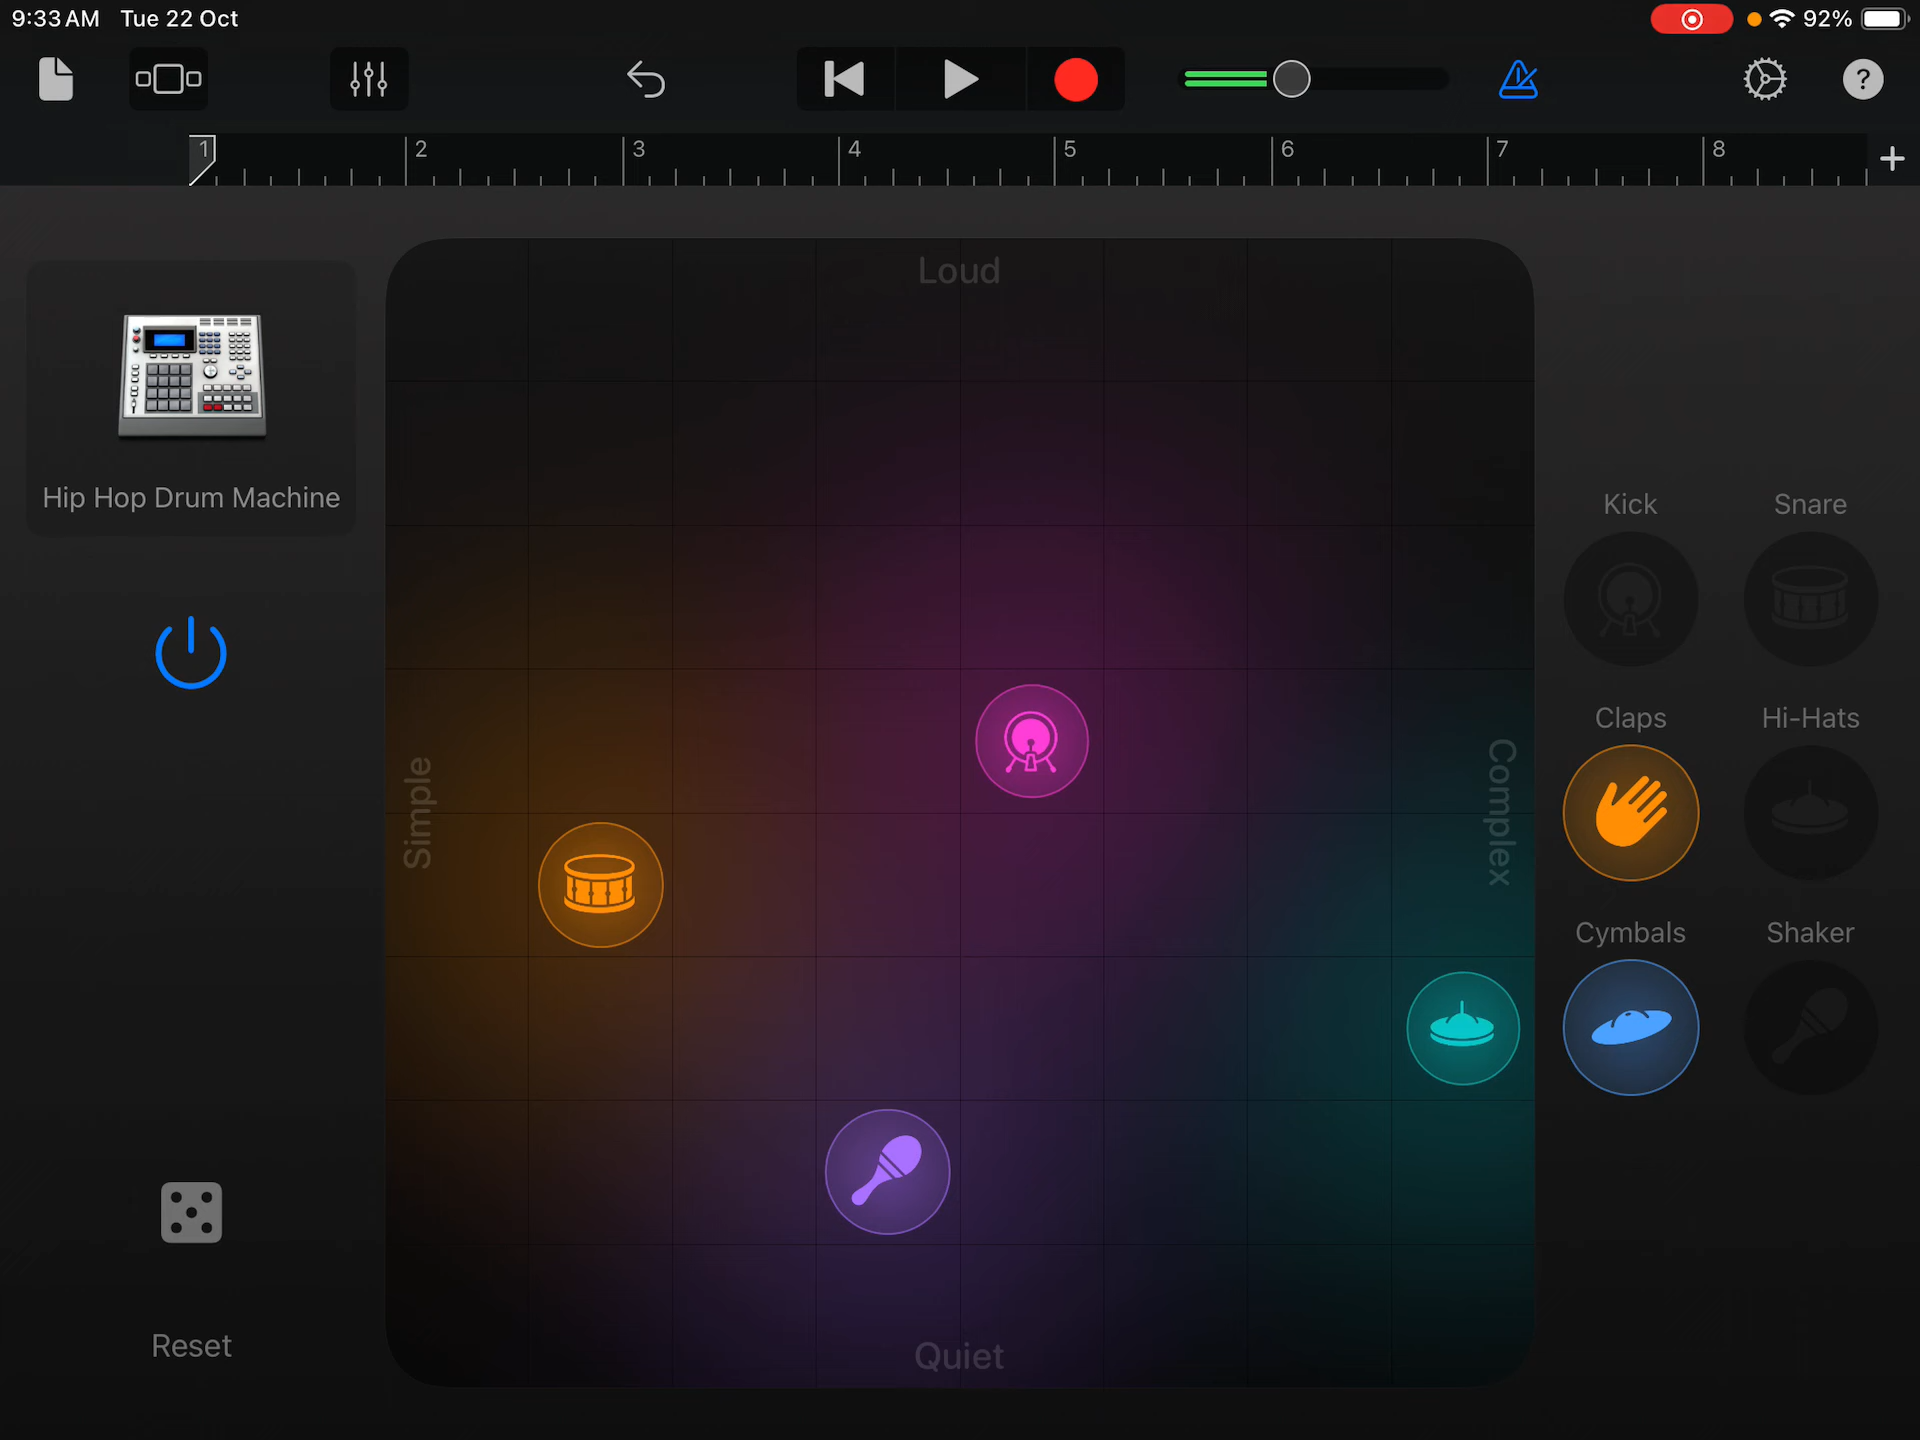 9:33 AM Tue 22 Oct 92%
?
1 2 3 4 5 6 7 8 +
Loud
Hip Hop Drum Machine
Kick Snare
Claps Hi-Hats
Simple
Complex
Cymbals Shaker
Reset
Quiet